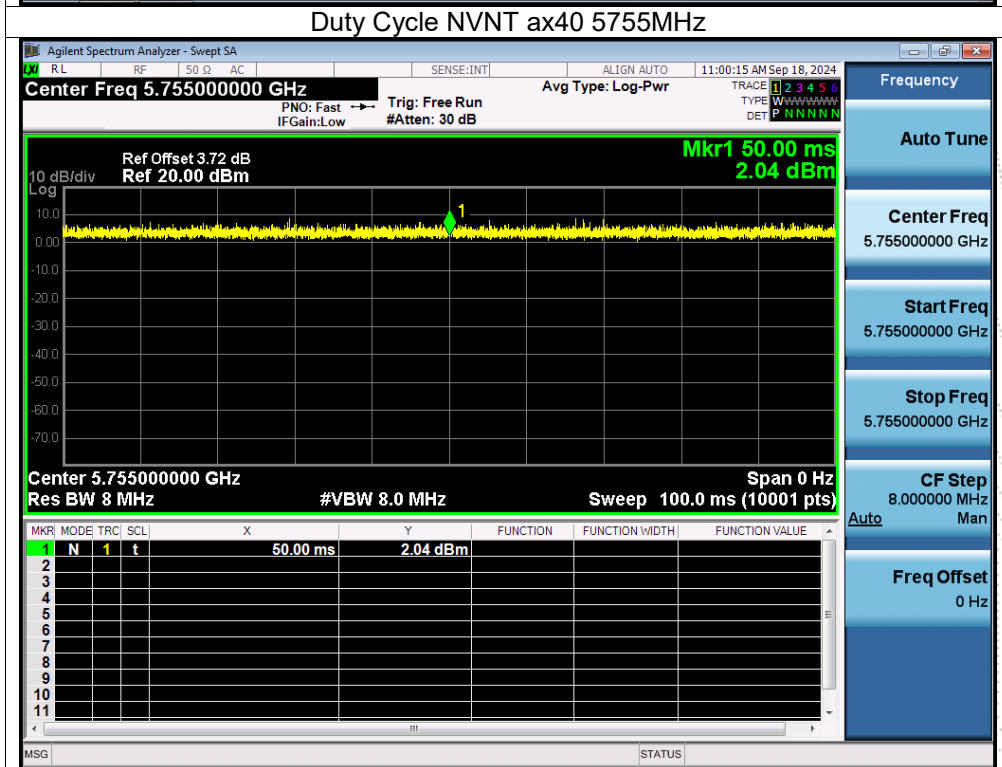 Duty Cycle NVNT ax40 5755MHz
Agilent Spectrum Analyzer - Swept SA
LXI RL RF 50 Ω AC SENSE:INT ALIGN AUTO 11:00:15 AM Sep 18, 2024
Center Freq 5.755000000 GHz
PNO: Fast
IFGain:Low
Trig: Free Run
#Atten: 30 dB
Avg Type: Log-Pwr
TRACE 1 2 3 4 5 6
TYPE WWWWWW
DET P N N N N N
Frequency
Mkr1 50.00 ms
2.04 dBm
Ref Offset 3.72 dB
10 dB/div Ref 20.00 dBm
Log
10.0
0.00
-10.0
-20.0
-30.0
-40.0
-50.0
-60.0
-70.0
1
Center 5.755000000 GHz Span 0 Hz
Res BW 8 MHz #VBW 8.0 MHz Sweep 100.0 ms (10001 pts)
MKR MODE TRC SCL X Y FUNCTION FUNCTION WIDTH FUNCTION VALUE
1 N 1 t 50.00 ms 2.04 dBm
2
3
4
5
6
7
8
9
10
11
MSG STATUS
Auto Tune
Center Freq
5.755000000 GHz
Start Freq
5.755000000 GHz
Stop Freq
5.755000000 GHz
CF Step
8.000000 MHz
Auto Man
Freq Offset
0 Hz